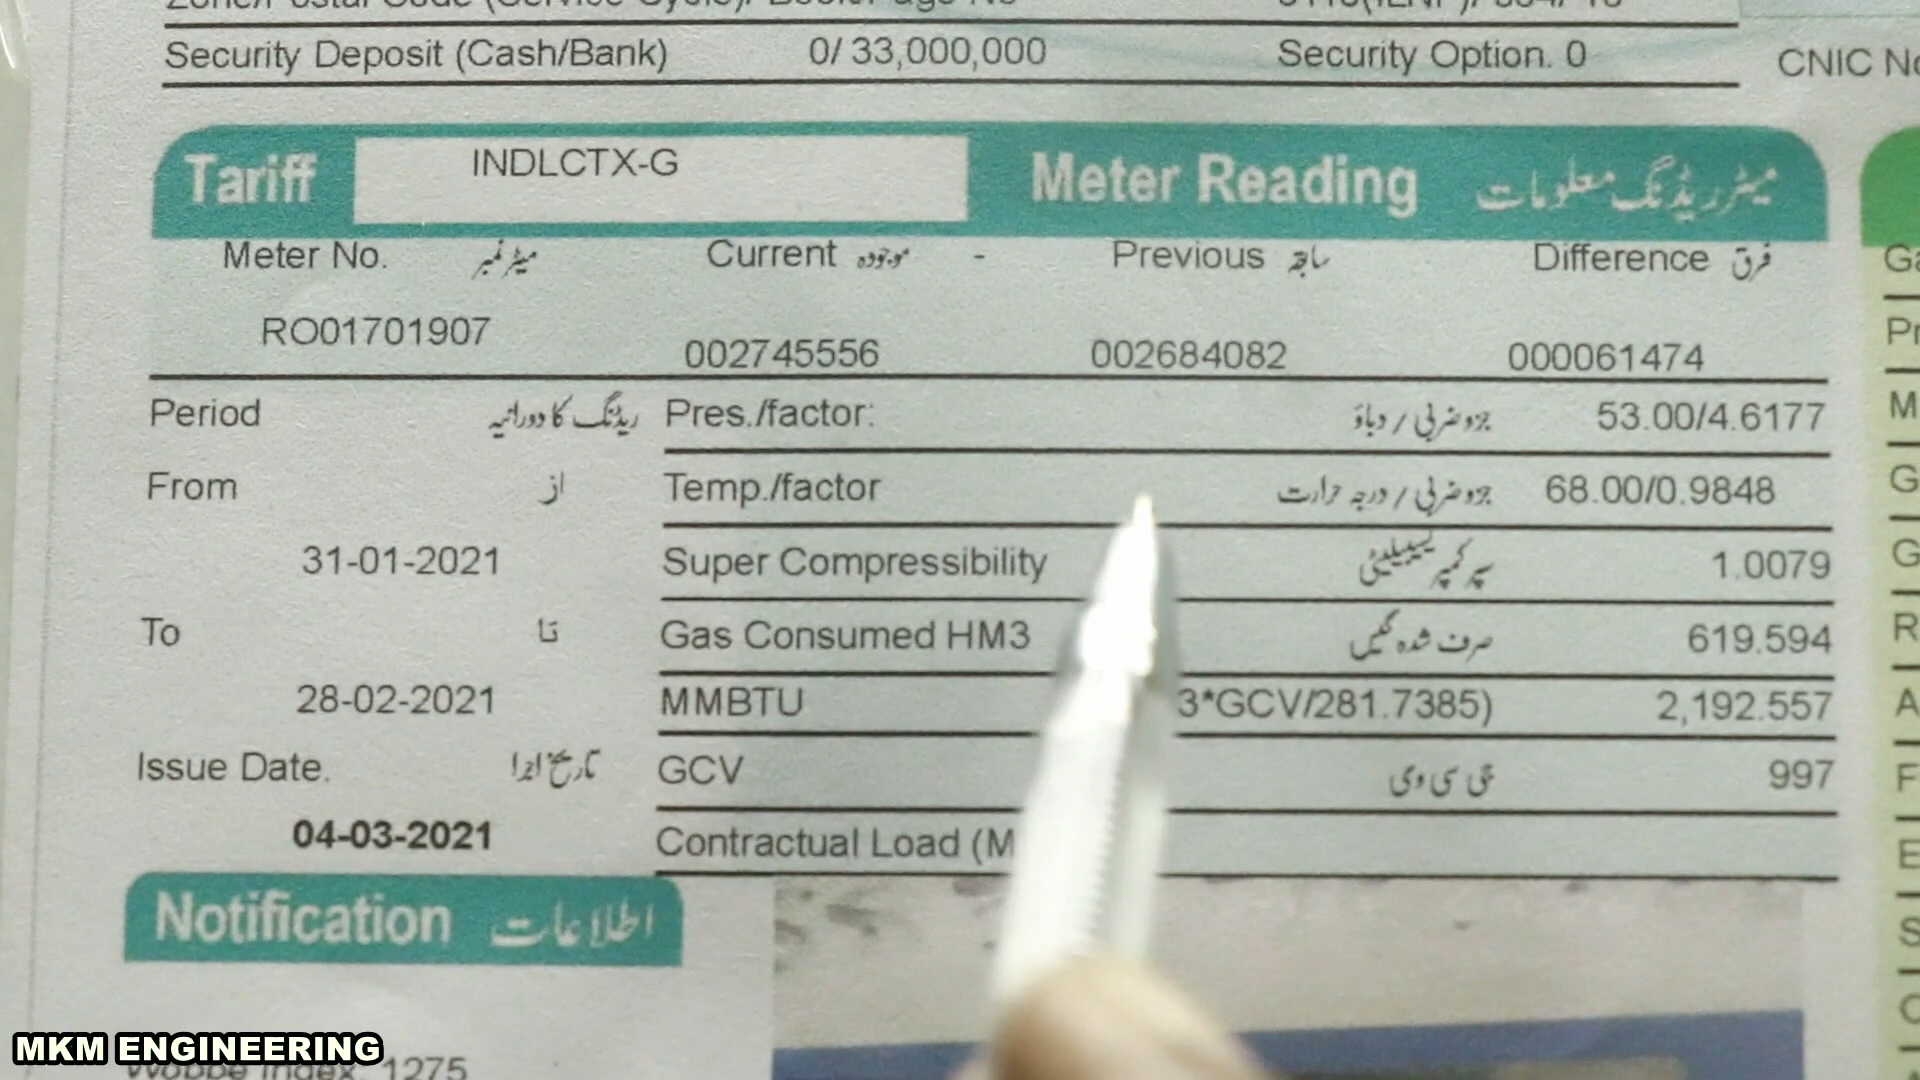 Security Deposit (Cash/Bank) 0/ 33,000,000 Security Option. 0
CNIC No
Tariff INDLCTX-G Meter Reading میٹر ریڈنگ معلومات
Meter No. میٹر نمبر Current موجودہ - Previous سابقہ Difference فرق
RO01701907 002745556 002684082 000061474
Period ریڈنگ کا دورانیہ Pres./factor: جزو ضربی / دباؤ 53.00/4.6177
From از Temp./factor جزو ضربی / درجہ حرارت 68.00/0.9848
31-01-2021 Super Compressibility سپر کمپریسیبیلیٹی 1.0079
To تا Gas Consumed HM3 صرف شدہ گیس 619.594
28-02-2021 MMBTU 3*GCV/281.7385) 2,192.557
Issue Date. تاریخ اجرا GCV جی سی وی 997
04-03-2021 Contractual Load (M
Notification اطلاعات
MKM ENGINEERING
Wobbe Index. 1275